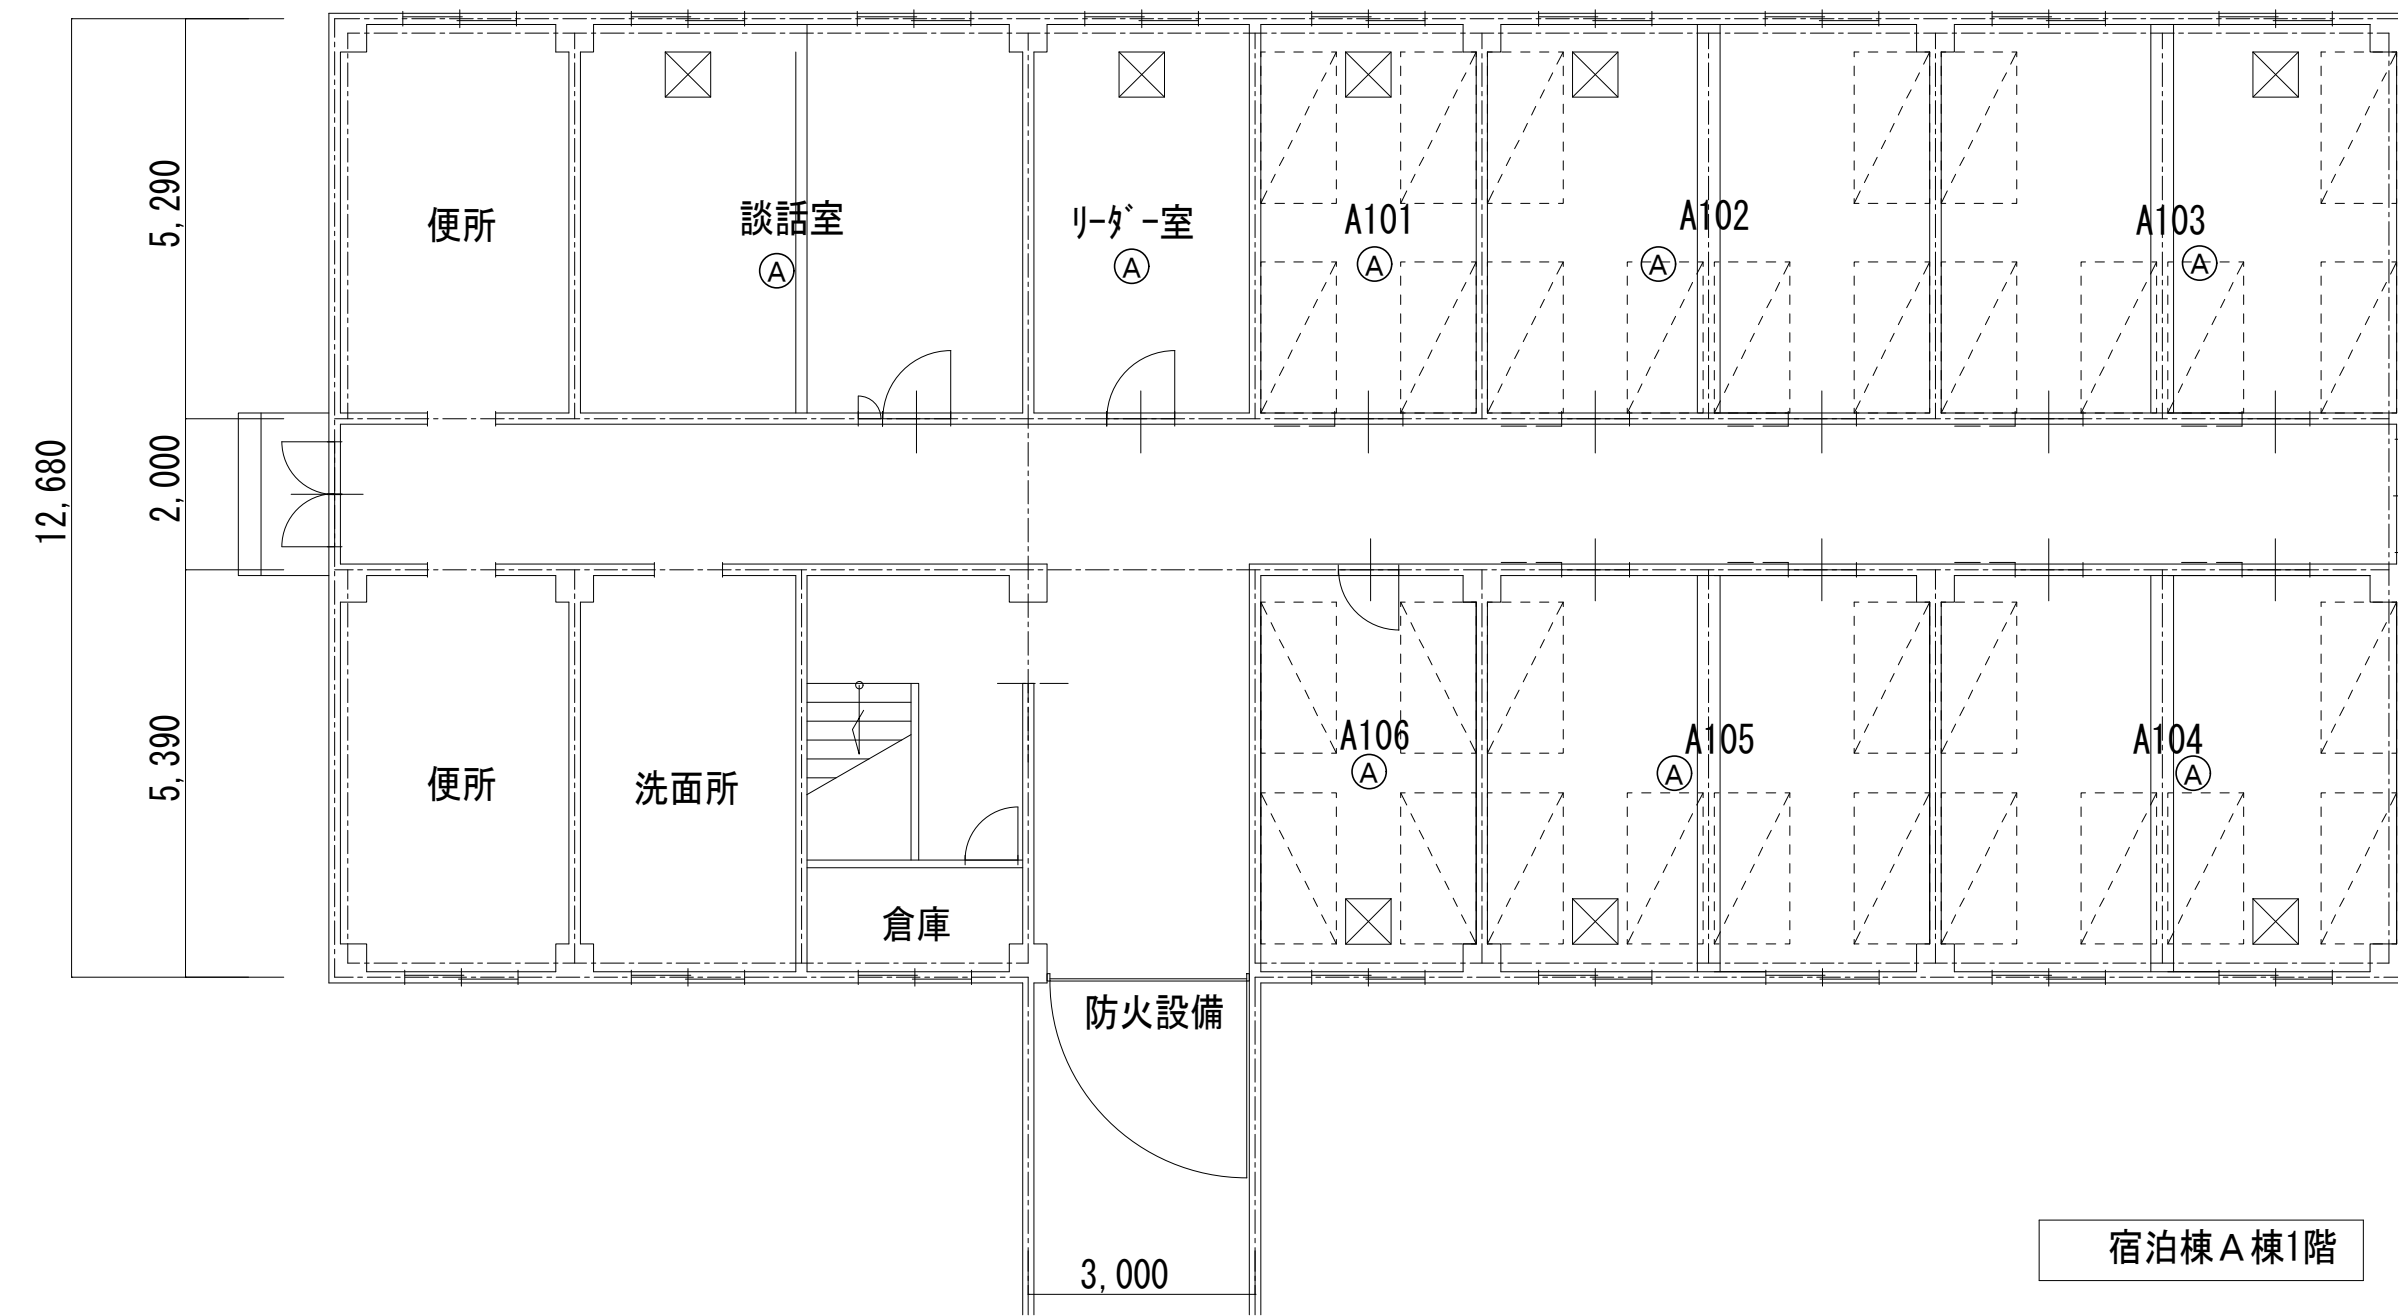 便所
談話室
Ⓐ
ﾘｰﾀﾞｰ室
Ⓐ
A101
Ⓐ
A102
Ⓐ
A103
Ⓐ
5,290
2,000
12,680
5,390
便所
洗面所
倉庫
A106
Ⓐ
A105
Ⓐ
A104
Ⓐ
防火設備
3,000
宿泊棟Ａ棟1階